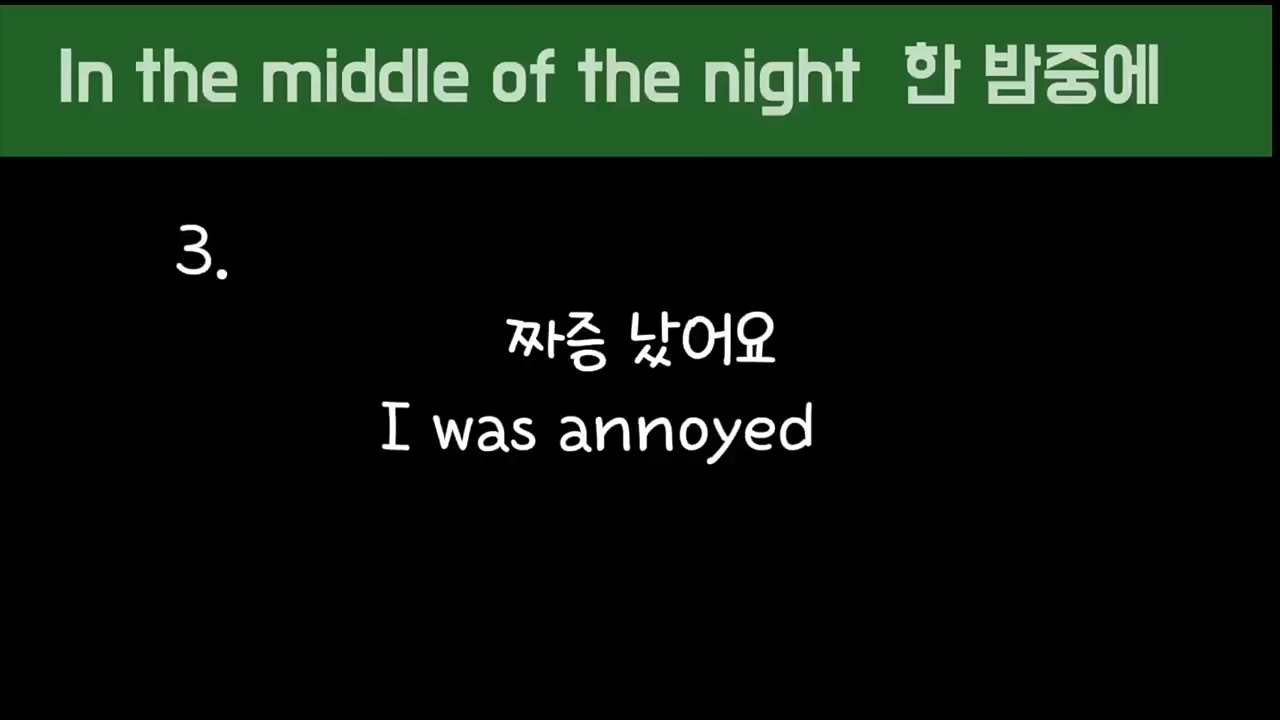 In the middle of the night 한 밤중에
3.
짜증 났어요
I was annoyed